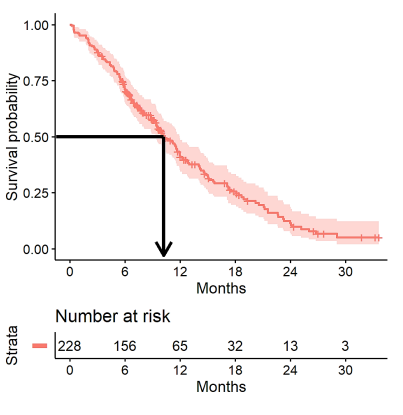 Survival probability
1.00
0.75
0.50
0.25
0.00
0 6 12 18 24 30
Months
Number at risk
Strata
228 156 65 32 13 3
0 6 12 18 24 30
Months